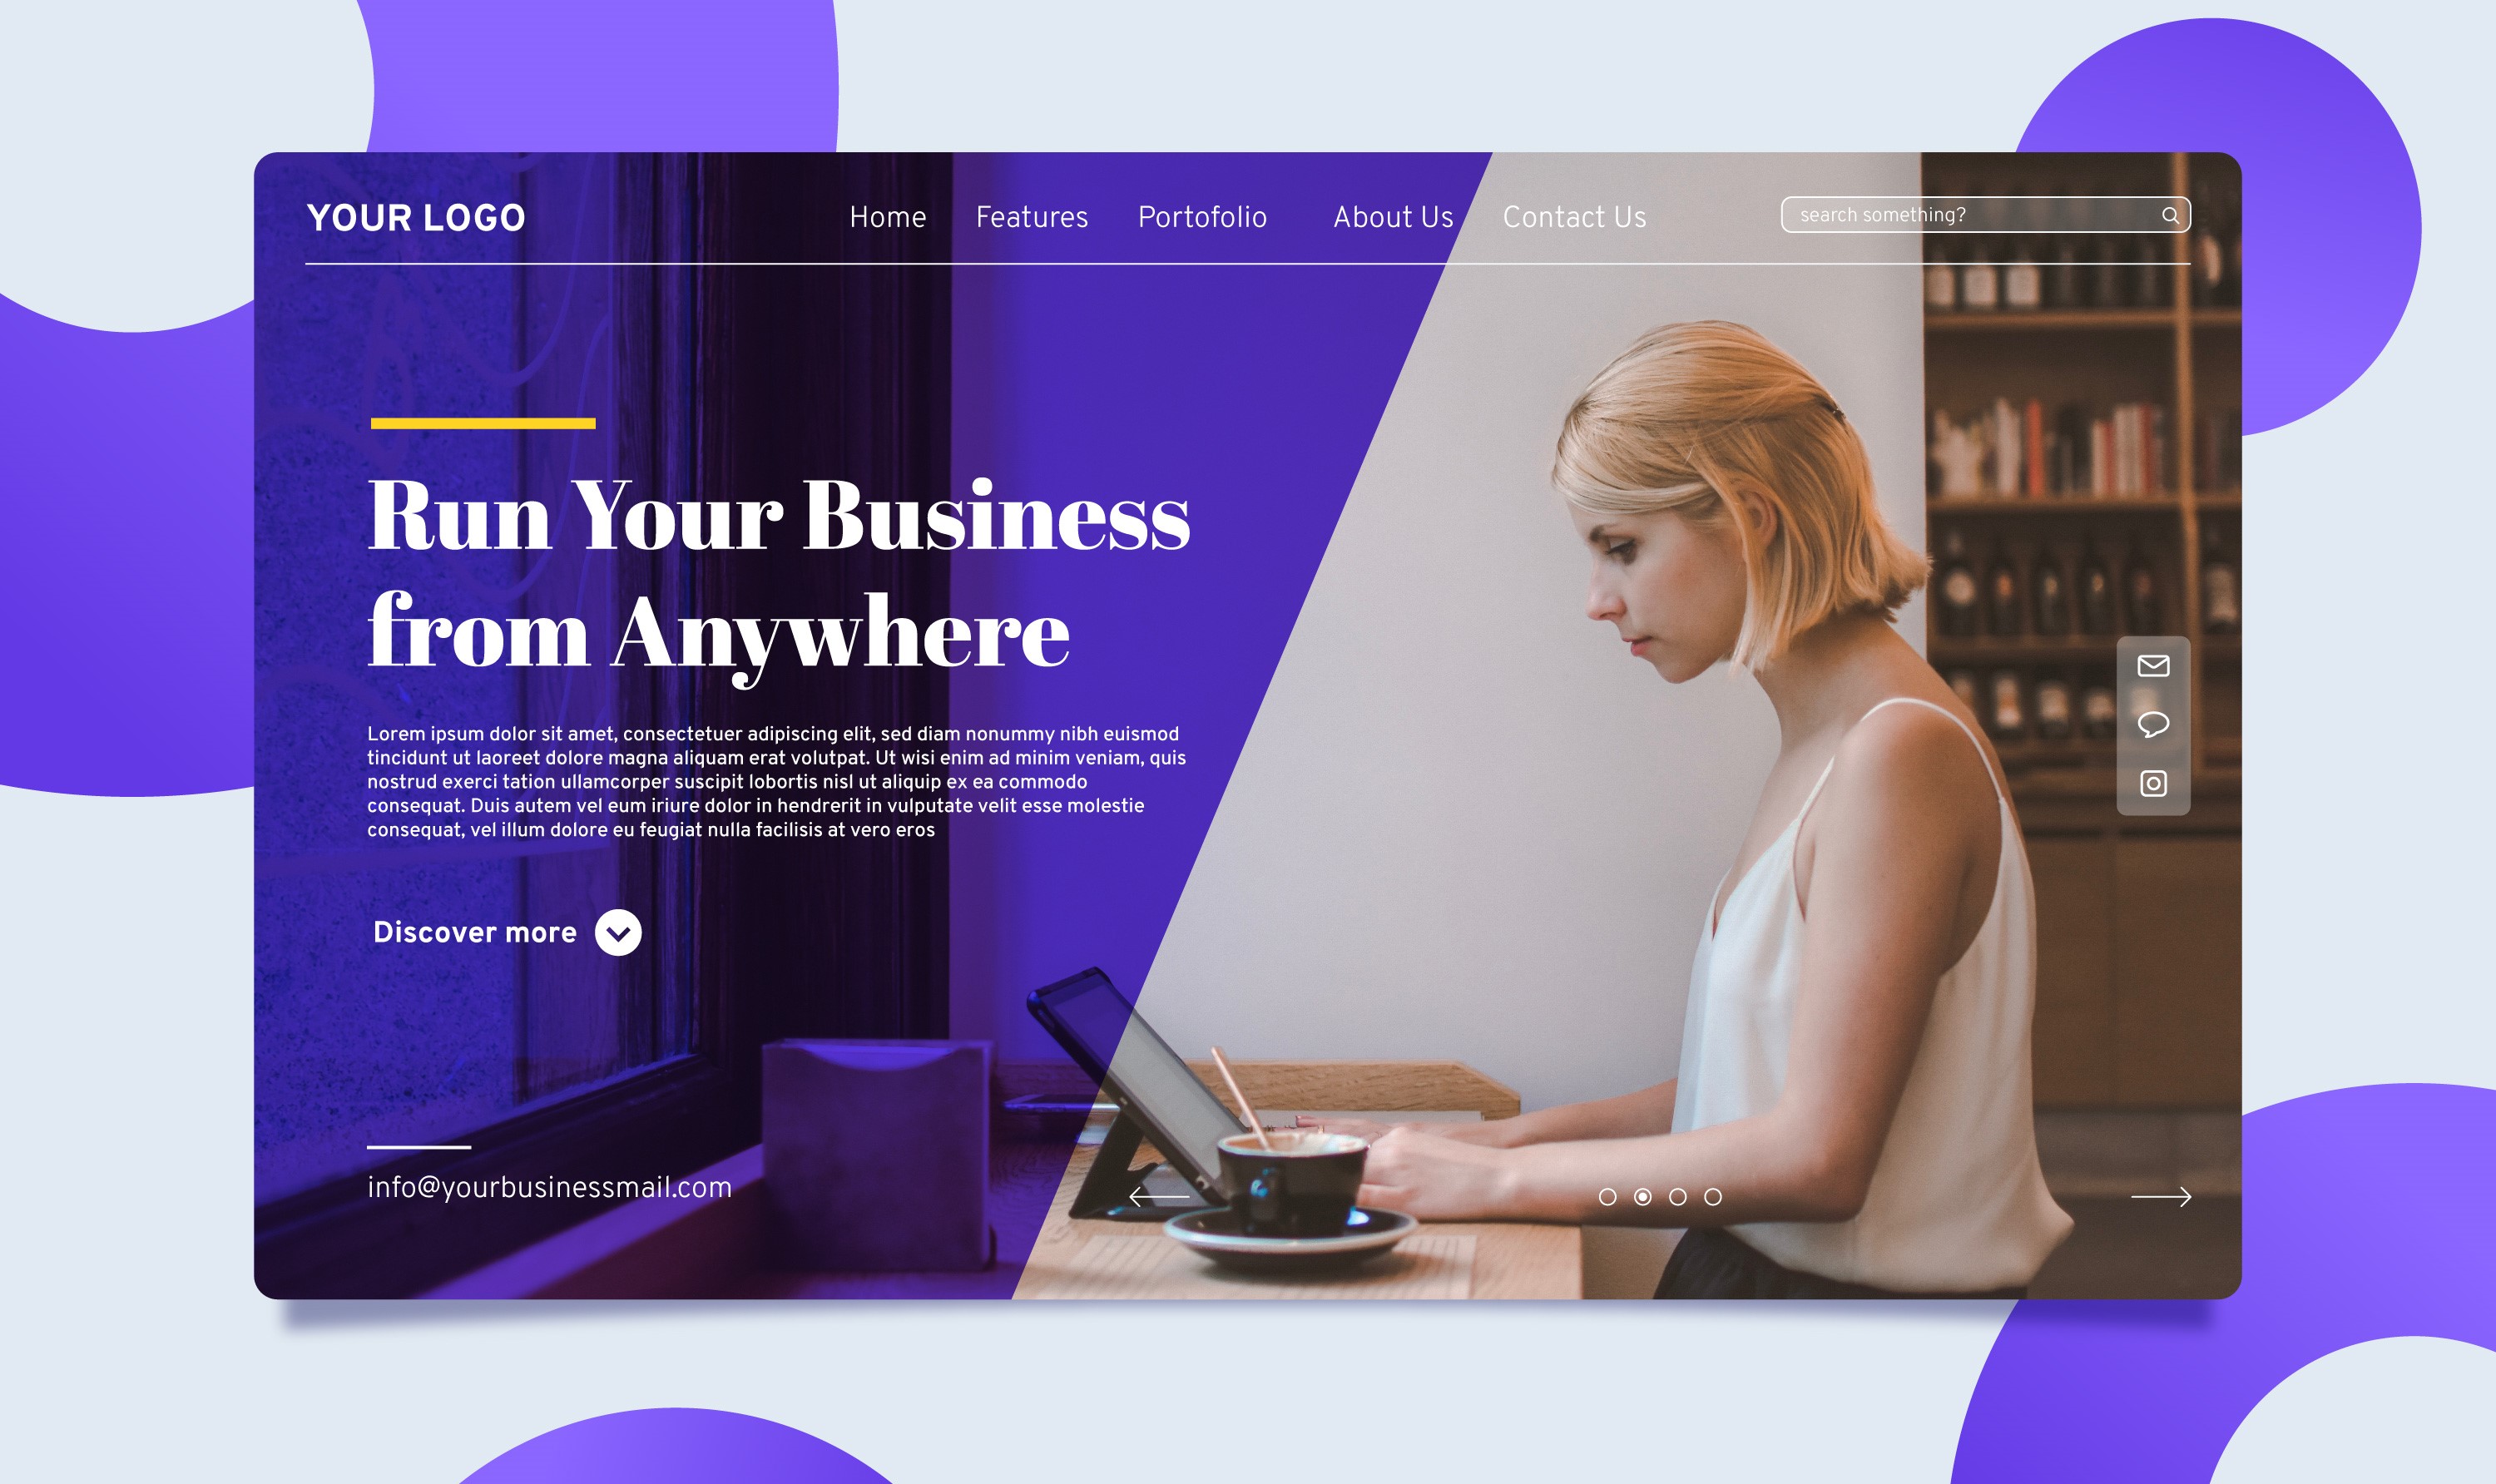 YOUR LOGO
Home Features Portofolio About Us Contact Us
search something?
Run Your Business
from Anywhere
Lorem ipsum dolor sit amet, consectetuer adipiscing elit, sed diam nonummy nibh euismod
tincidunt ut laoreet dolore magna aliquam erat volutpat. Ut wisi enim ad minim veniam, quis
nostrud exerci tation ullamcorper suscipit lobortis nisl ut aliquip ex ea commodo
consequat. Duis autem vel eum iriure dolor in hendrerit in vulputate velit esse molestie
consequat, vel illum dolore eu feugiat nulla facilisis at vero eros
Discover more
info@yourbusinessmail.com